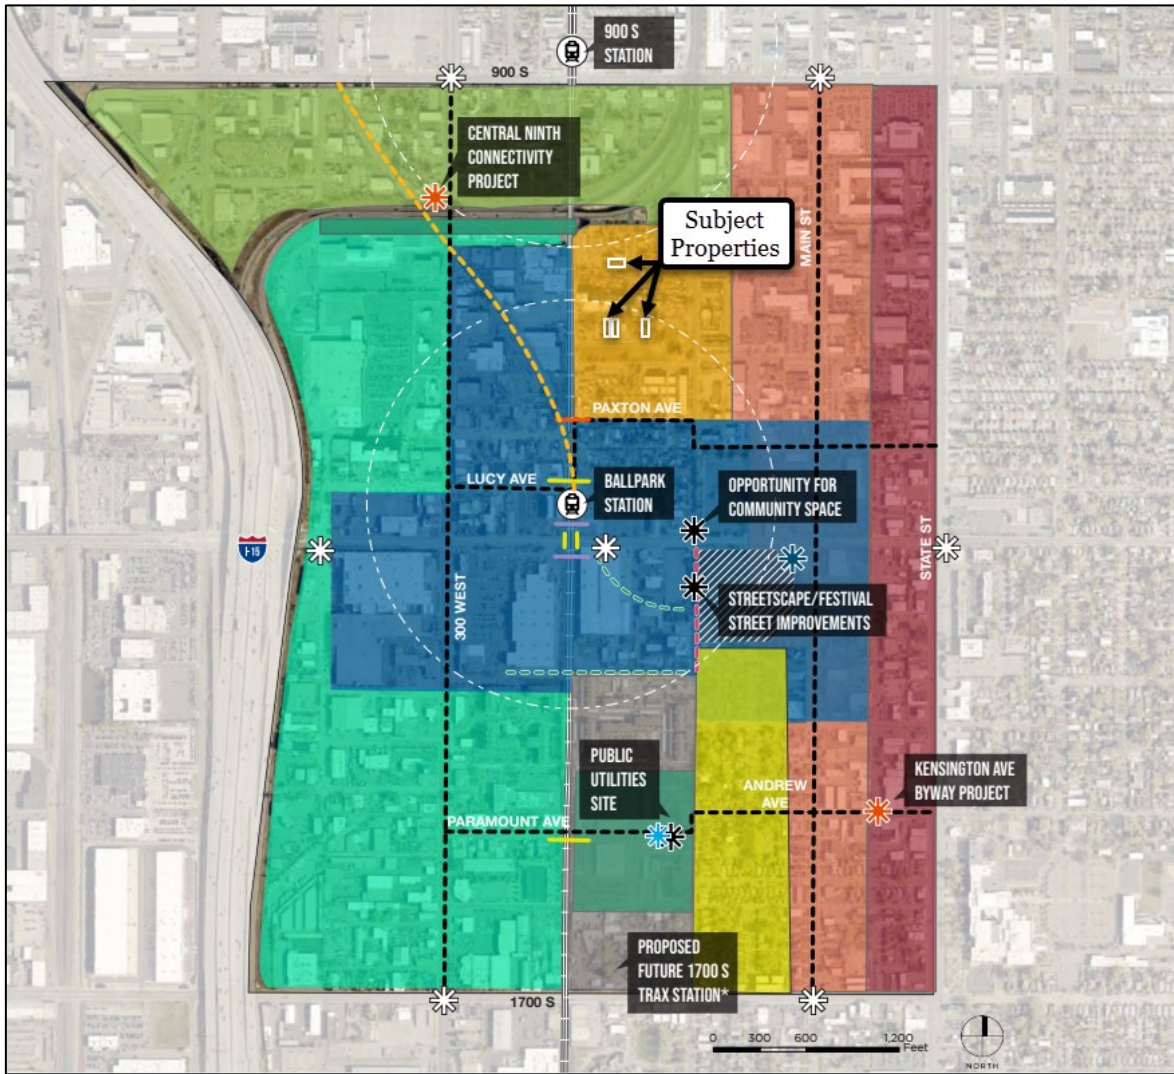 900 S
STATION
900 S
CENTRAL NINTH
CONNECTIVITY
PROJECT
Subject
Properties
MAIN ST
PAXTON AVE
LUCY AVE
BALLPARK
STATION
OPPORTUNITY FOR
COMMUNITY SPACE
I-15
300 WEST
STATE ST
STREETSCAPE/FESTIVAL
STREET IMPROVEMENTS
PUBLIC
UTILITIES
SITE
ANDREW
AVE
KENSINGTON AVE
BYWAY PROJECT
PARAMOUNT AVE
PROPOSED
FUTURE 1700 S
TRAX STATION*
1700 S
0 300 600 1,200
Feet
NORTH